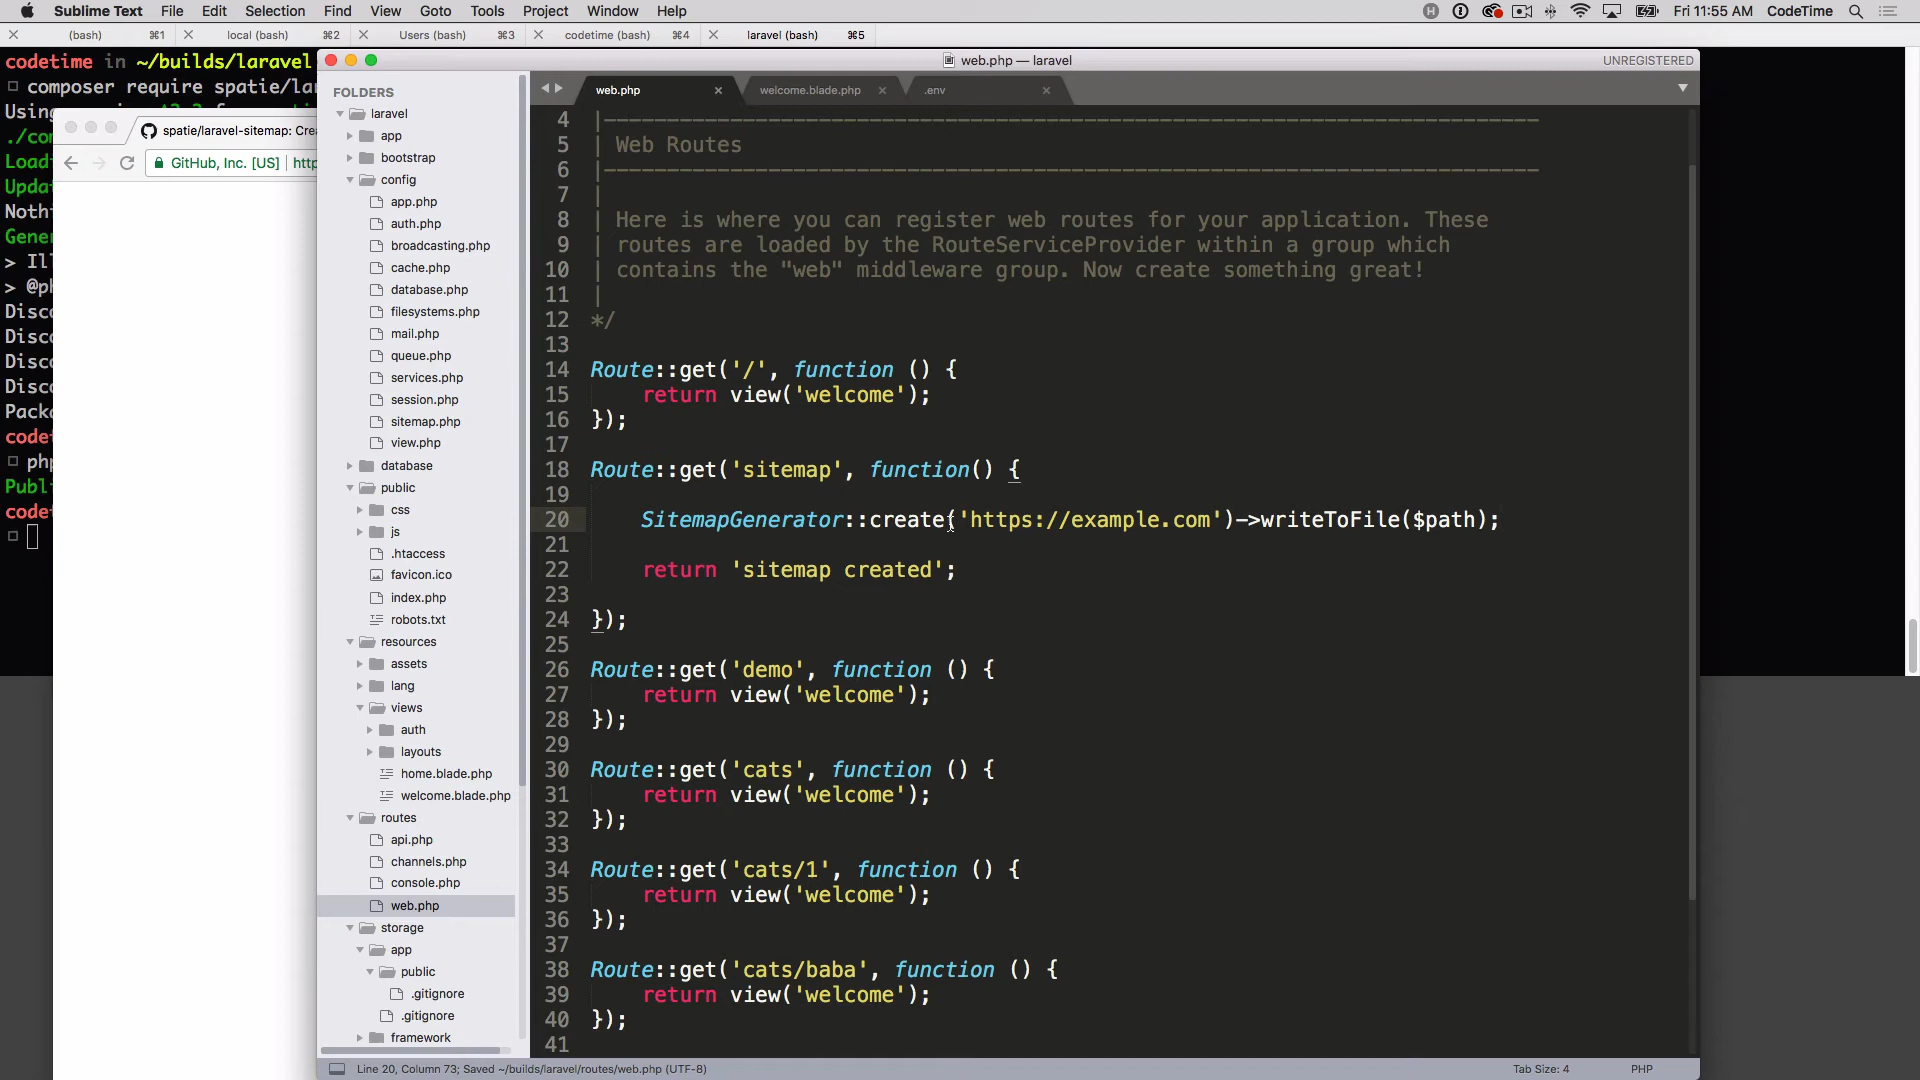 Sublime Text File Edit Selection Find View Goto Tools Project Window Help Fri 11:55 AM CodeTime
(bash) ⌘1 local (bash) ⌘2 Users (bash) ⌘3 codetime (bash) ⌘4 laravel (bash) ⌘5
codetime in ~/builds/laravel
composer require spatie/la
Using
./co
Load
Upda
Noth
Gene
> Ill
> @ph
Disc
Disc
Disc
Disc
Pack
code
php
Publ
code
spatie/laravel-sitemap: Cre
GitHub, Inc. [US] http
web.php — laravel
UNREGISTERED
FOLDERS
laravel
app
bootstrap
config
app.php
auth.php
broadcasting.php
cache.php
database.php
filesystems.php
mail.php
queue.php
services.php
session.php
sitemap.php
view.php
database
public
css
js
.htaccess
favicon.ico
index.php
robots.txt
resources
assets
lang
views
auth
layouts
home.blade.php
welcome.blade.php
routes
api.php
channels.php
console.php
web.php
storage
app
public
.gitignore
.gitignore
framework
web.php welcome.blade.php .env
4 |--------------------------------------------------------------------------
5 | Web Routes
6 |--------------------------------------------------------------------------
7 |
8 | Here is where you can register web routes for your application. These
9 | routes are loaded by the RouteServiceProvider within a group which
10 | contains the "web" middleware group. Now create something great!
11 |
12 */
13
14 Route::get('/', function () {
15 return view('welcome');
16 });
17
18 Route::get('sitemap', function() {
19
20 SitemapGenerator::create('https://example.com')->writeToFile($path);
21
22 return 'sitemap created';
23
24 });
25
26 Route::get('demo', function () {
27 return view('welcome');
28 });
29
30 Route::get('cats', function () {
31 return view('welcome');
32 });
33
34 Route::get('cats/1', function () {
35 return view('welcome');
36 });
37
38 Route::get('cats/baba', function () {
39 return view('welcome');
40 });
41
Line 20, Column 73; Saved ~/builds/laravel/routes/web.php (UTF-8) Tab Size: 4 PHP